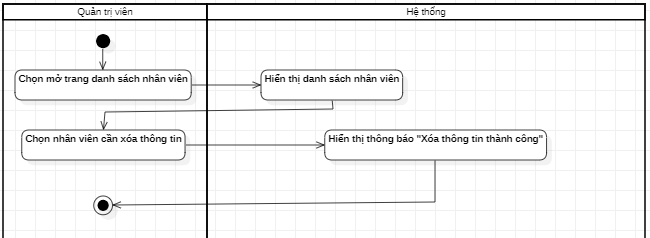 Quản trị viên
Hệ thống
Chọn mở trang danh sách nhân viên
Hiển thị danh sách nhân viên
Chọn nhân viên cần xóa thông tin
Hiển thị thông báo "Xóa thông tin thành công"